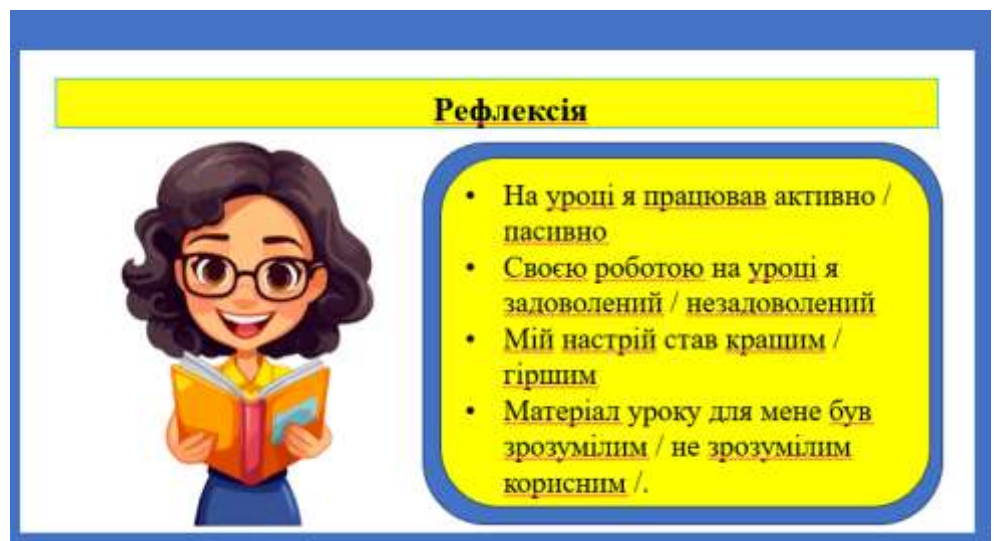 Рефлексія
• На уроці я працював активно /
пасивно
• Своєю роботою на уроці я
задоволений / незадоволений
• Мій настрій став кращим /
гіршим
• Матеріал уроку для мене був
зрозумілим / не зрозумілим
корисним /.